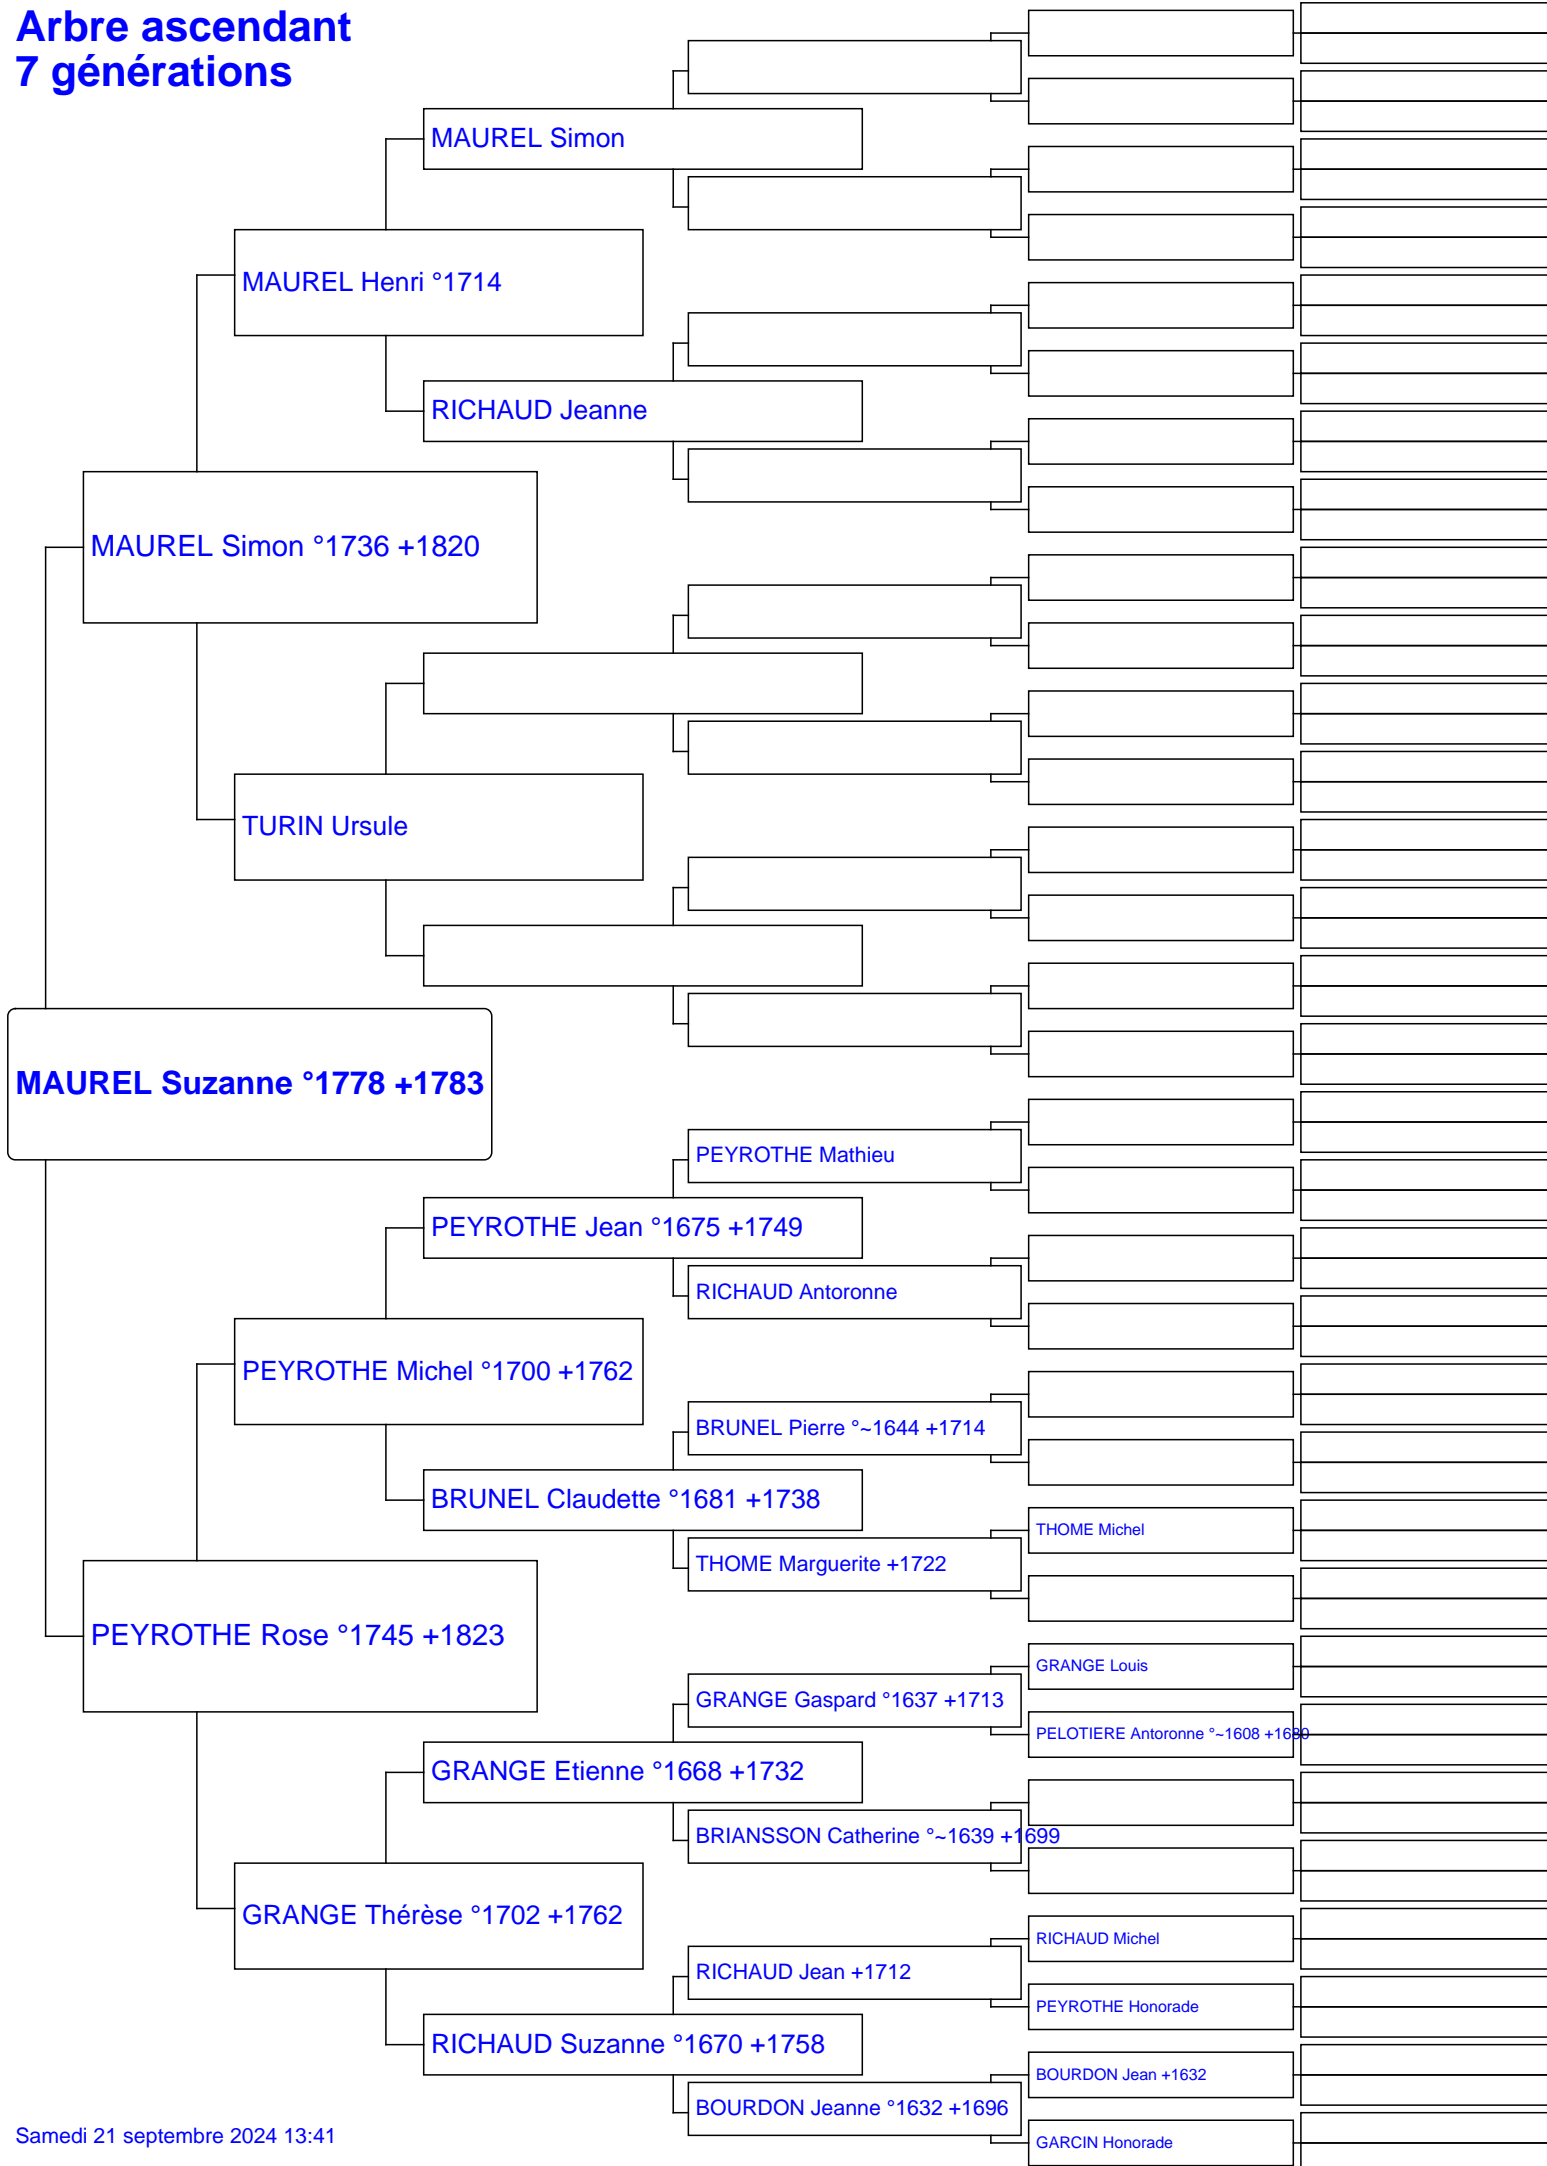 Arbre ascendant
7 générations
MAUREL Simon
MAUREL Henri °1714
RICHAUD Jeanne
MAUREL Simon °1736 +1820
TURIN Ursule
MAUREL Suzanne °1778 +1783
PEYROTHE Mathieu
PEYROTHE Jean °1675 +1749
RICHAUD Antoronne
PEYROTHE Michel °1700 +1762
BRUNEL Pierre °~1644 +1714
BRUNEL Claudette °1681 +1738
THOME Michel
THOME Marguerite +1722
PEYROTHE Rose °1745 +1823
GRANGE Louis
GRANGE Gaspard °1637 +1713
PELOTIERE Antoronne °~1608 +1680
GRANGE Etienne °1668 +1732
BRIANSSON Catherine °~1639 +1699
GRANGE Thérèse °1702 +1762
RICHAUD Michel
RICHAUD Jean +1712
PEYROTHE Honorade
RICHAUD Suzanne °1670 +1758
BOURDON Jean +1632
BOURDON Jeanne °1632 +1696
GARCIN Honorade
Samedi 21 septembre 2024 13:41